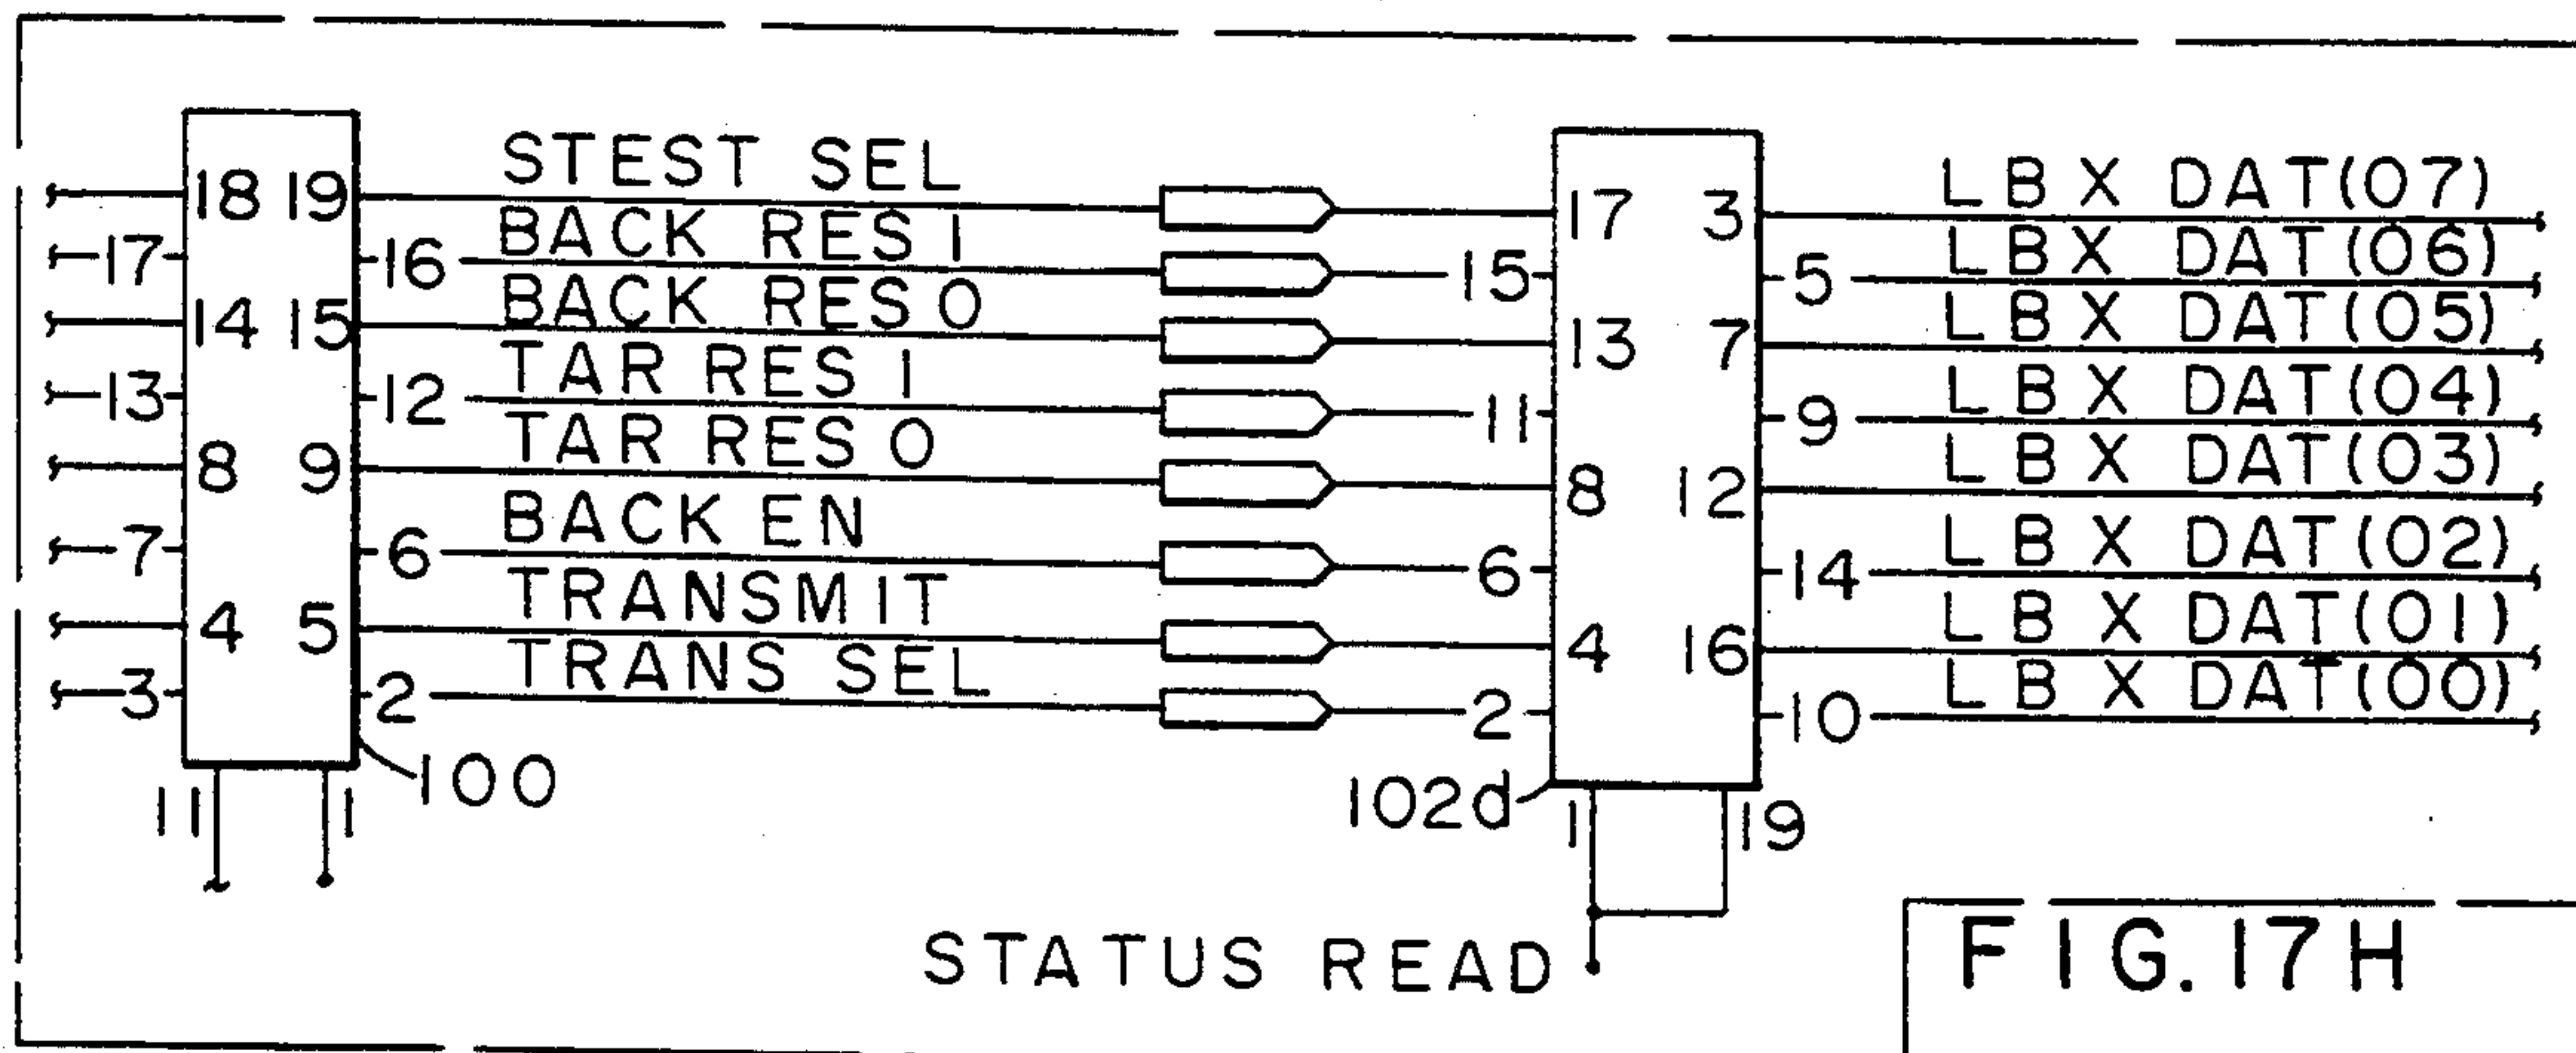 18 19 STEST SEL 17 3 LBX DAT(07)
17 16 BACK RES 1 15 5 LBX DAT(06)
14 15 BACK RES 0 13 7 LBX DAT(05)
13 12 TAR RES 1 11 9 LBX DAT(04)
8 9 TAR RES 0 8 12 LBX DAT(03)
7 6 BACK EN 6 14 LBX DAT(02)
4 5 TRANSMIT 4 16 LBX DAT(01)
3 2 TRANS SEL 2 10 LBX DAT(00)
11 1 100 102d 1 19
STATUS READ
FIG. 17H